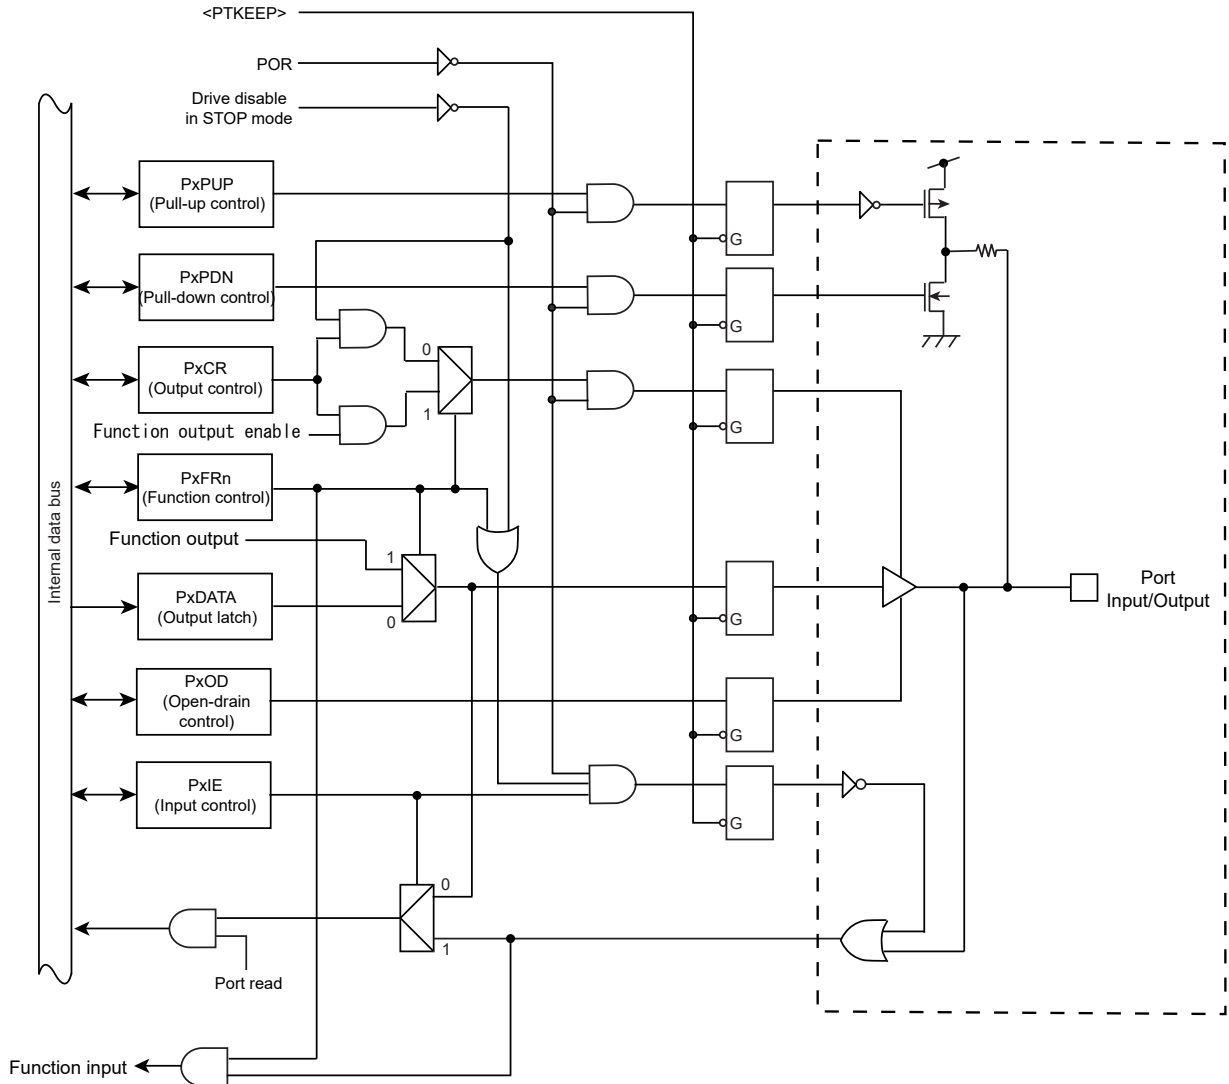 <PTKEEP>
POR
Drive disable
in STOP mode
PxPUP
(Pull-up control)
G
PxPDN
(Pull-down control)
G
PxCR
(Output control)
0
1
G
Function output enable
PxFRn
(Function control)
Function output
1
0
PxDATA
(Output latch)
G
Port
Input/Output
PxOD
(Open-drain
control)
G
PxIE
(Input control)
G
0
1
Port read
Function input
Internal data bus